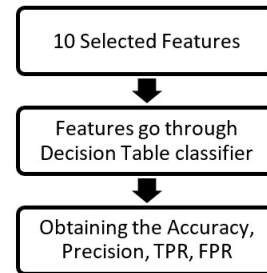 10 Selected Features
Features go through
Decision Table classifier
Obtaining the Accuracy,
Precision, TPR, FPR